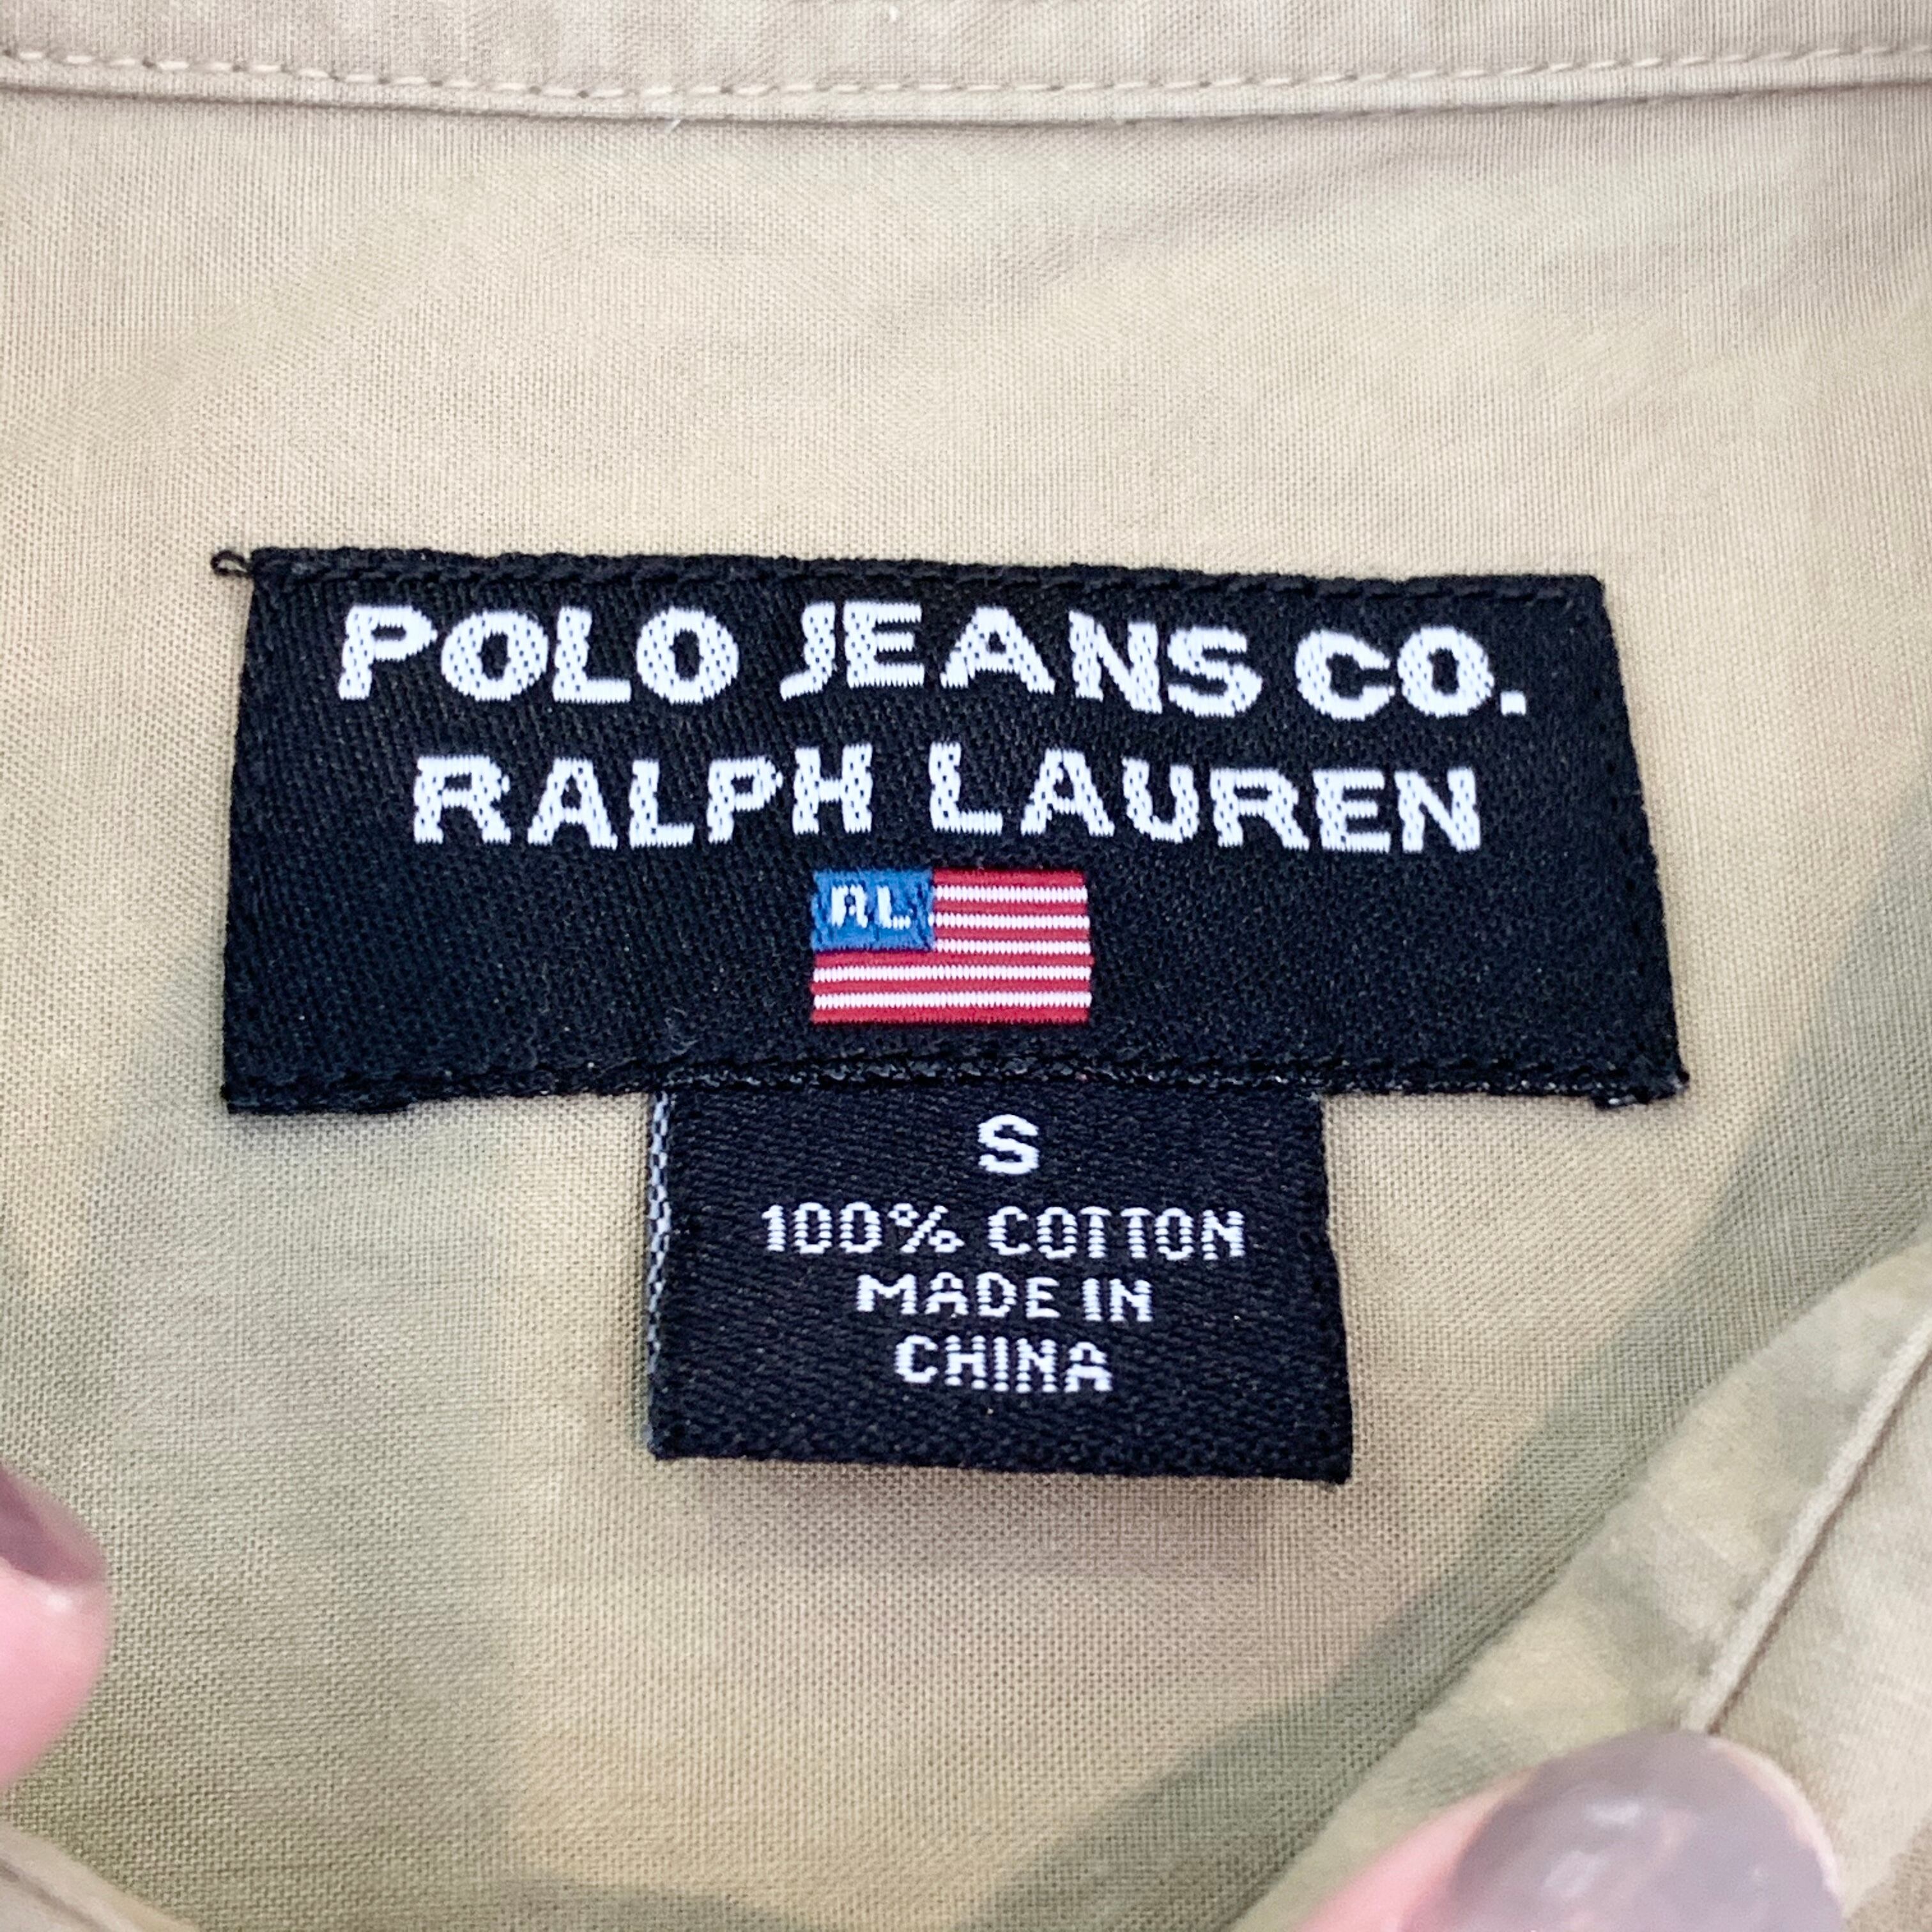 POLO JEANS CO.
RALPH LAUREN
RL
S
100% COTTON
MADE IN
CHINA